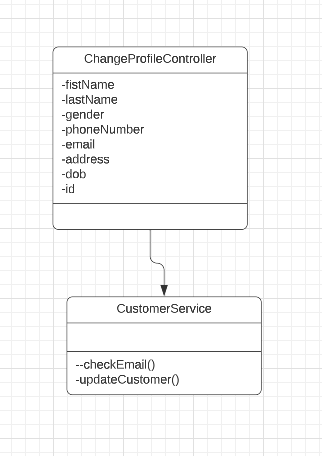 ChangeProfileController
-fistName
-lastName
-gender
-phoneNumber
-email
-address
-dob
-id
CustomerService
--checkEmail()
-updateCustomer()